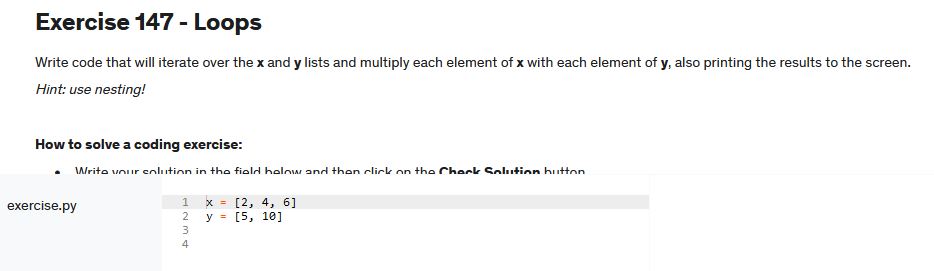 Exercise 147 - Loops
Write code that will iterate over the x and y lists and multiply each element of x with each element of y, also printing the results to the screen.
Hint: use nesting!
How to solve a coding exercise:
• Write your solution in the field below and then click on the Check Solution button
exercise.py
1 x = [2, 4, 6]
2 y = [5, 10]
3
4